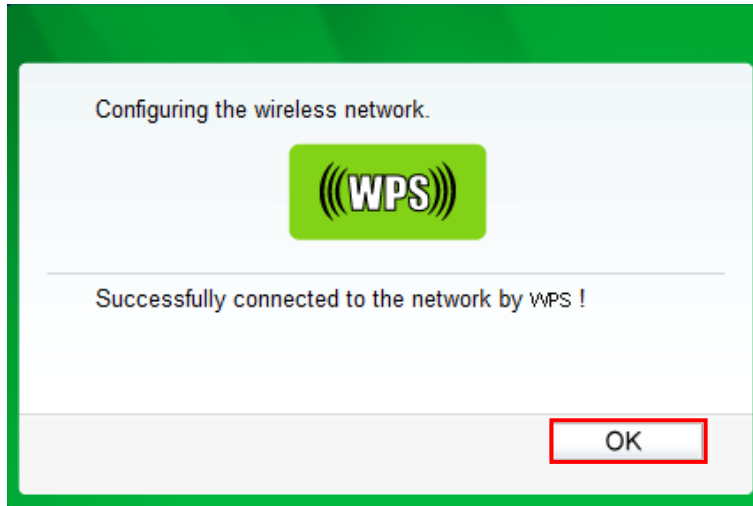 Configuring the wireless network.
(((WPS)))
Successfully connected to the network by WPS !
OK